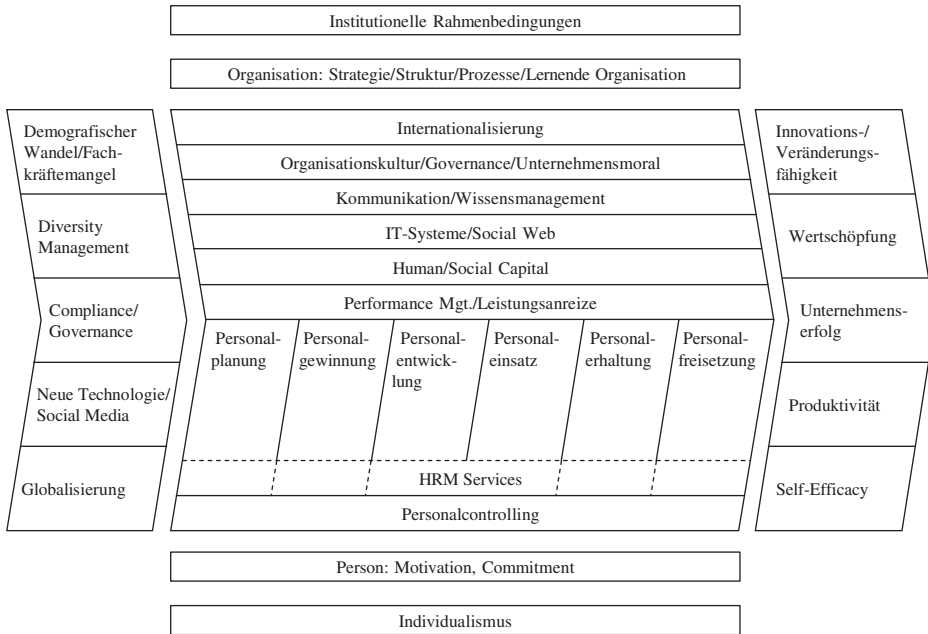 Institutionelle Rahmenbedingungen
Organisation: Strategie/Struktur/Prozesse/Lernende Organisation
Demografischer
Wandel/Fach-
kräftemangel
Diversity
Management
Compliance/
Governance
Neue Technologie/
Social Media
Globalisierung
Internationalisierung
Organisationskultur/Governance/Unternehmensmoral
Kommunikation/Wissensmanagement
IT-Systeme/Social Web
Human/Social Capital
Performance Mgt./Leistungsanreize
Personal-
planung
Personal-
gewinnung
Personal-
entwick-
lung
Personal-
einsatz
Personal-
erhaltung
Personal-
freisetzung
HRM Services
Personalcontrolling
Innovations-/
Veränderungs-
fähigkeit
Wertschöpfung
Unternehmens-
erfolg
Produktivität
Self-Efficacy
Person: Motivation, Commitment
Individualismus